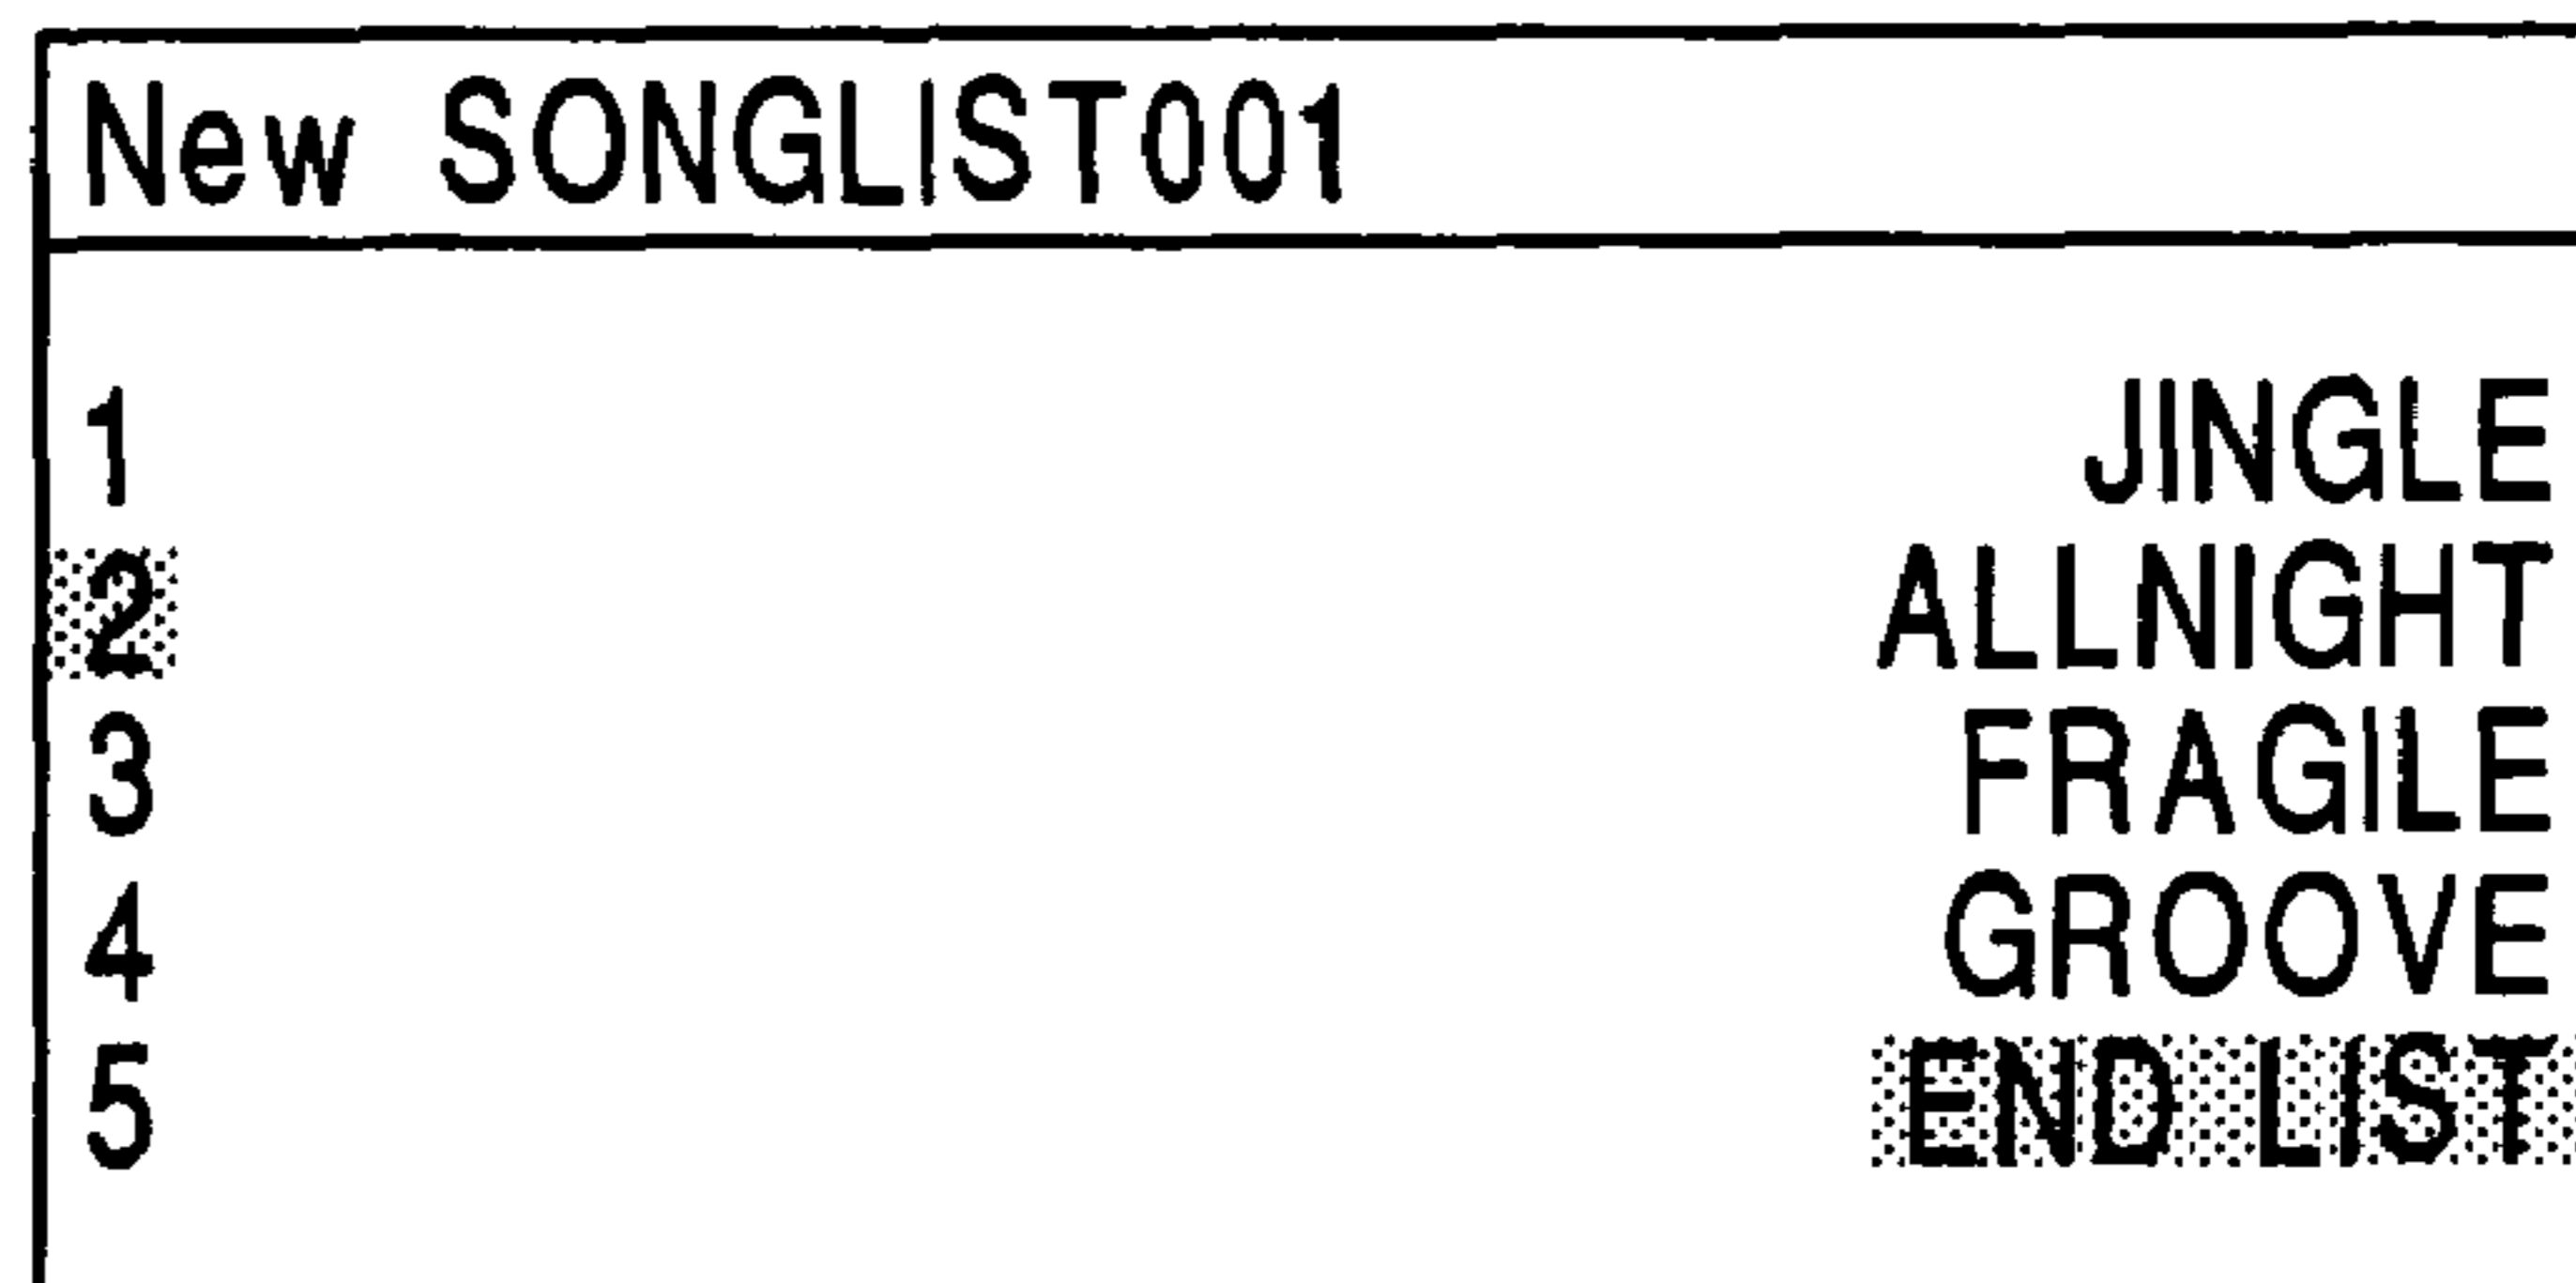 New SONGLIST001
1 JINGLE
2 ALLNIGHT
3 FRAGILE
4 GROOVE
5 END LIST